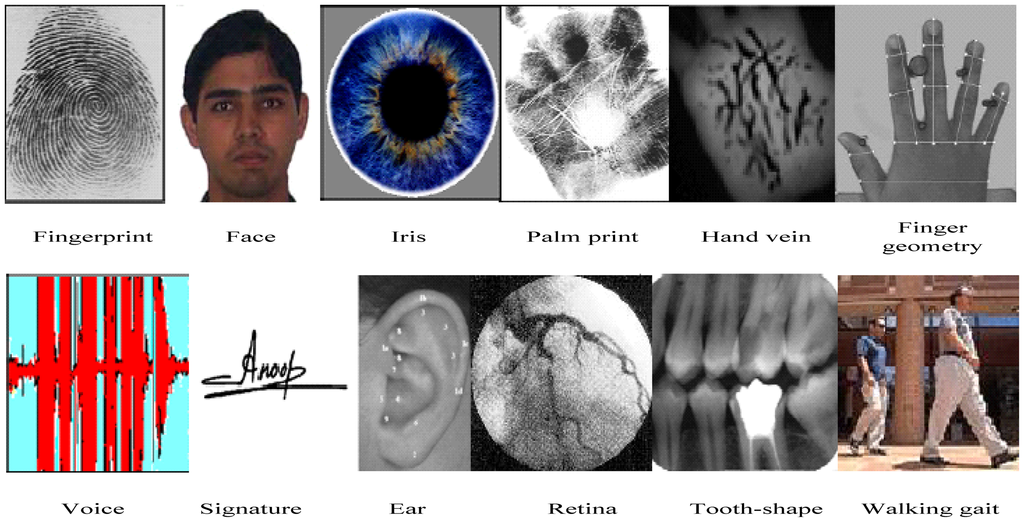 Fingerprint
Face
Iris
Palm print
Hand vein
Finger
geometry
Anoop
Voice
Signature
Ear
Retina
Tooth-shape
Walking gait